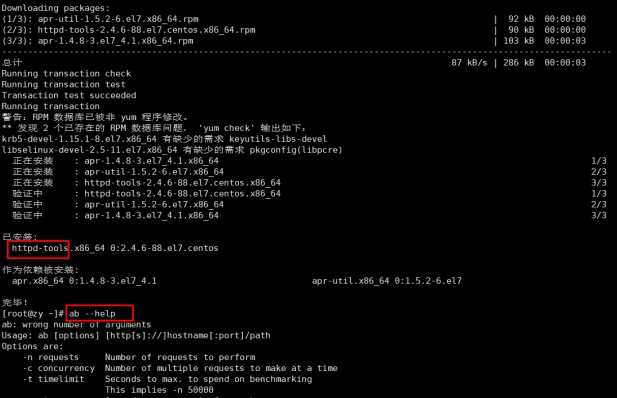 Downloading packages:
(1/3): apr-util-1.5.2-6.el7.x86_64.rpm | 92 kB 00:00:00
(2/3): httpd-tools-2.4.6-88.el7.centos.x86_64.rpm | 90 kB 00:00:00
(3/3): apr-1.4.8-3.el7_4.1.x86_64.rpm | 103 kB 00:00:03
总计 87 kB/s | 286 kB 00:00:03
Running transaction check
Running transaction test
Transaction test succeeded
Running transaction
警告：RPM 数据库已被非 yum 程序修改。
** 发现 2 个已存在的 RPM 数据库问题， 'yum check' 输出如下：
krb5-devel-1.15.1-8.el7.x86_64 有缺少的需求 keyutils-libs-devel
libselinux-devel-2.5-11.el7.x86_64 有缺少的需求 pkgconfig(libpcre)
正在安装 : apr-1.4.8-3.el7_4.1.x86_64 1/3
正在安装 : apr-util-1.5.2-6.el7.x86_64 2/3
正在安装 : httpd-tools-2.4.6-88.el7.centos.x86_64 3/3
验证中 : httpd-tools-2.4.6-88.el7.centos.x86_64 1/3
验证中 : apr-util-1.5.2-6.el7.x86_64 2/3
验证中 : apr-1.4.8-3.el7_4.1.x86_64 3/3
已安装:
httpd-tools.x86_64 0:2.4.6-88.el7.centos
作为依赖被安装:
apr.x86_64 0:1.4.8-3.el7_4.1 apr-util.x86_64 0:1.5.2-6.el7
完毕！
[root@zy ~]# ab --help
ab: wrong number of arguments
Usage: ab [options] [http[s]://]hostname[:port]/path
Options are:
-n requests Number of requests to perform
-c concurrency Number of multiple requests to make at a time
-t timelimit Seconds to max. to spend on benchmarking
This implies -n 50000